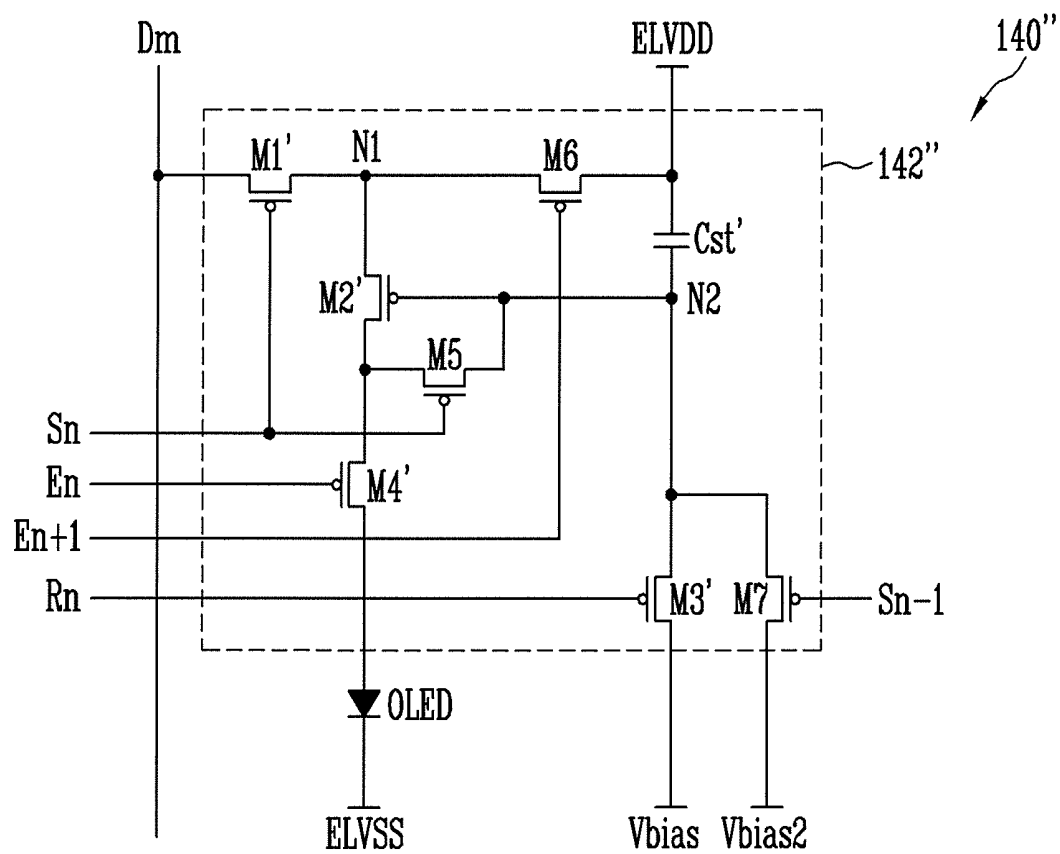 Dm
ELVDD
140"
M1'
N1
M6
142"
Cst'
M2'
N2
M5
Sn
En
M4'
En+1
Rn
M3'
M7
Sn-1
OLED
ELVSS
Vbias
Vbias2